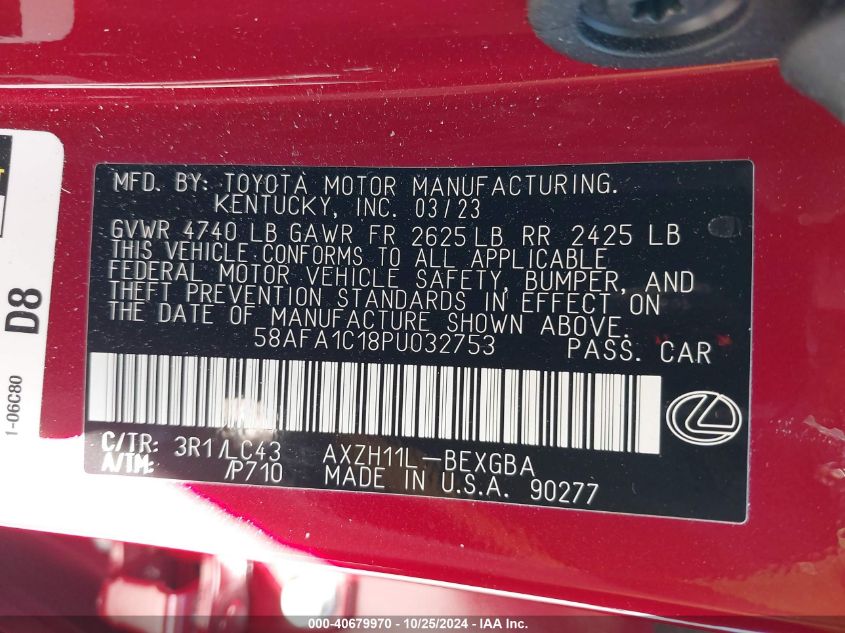 MFD. BY: TOYOTA MOTOR MANUFACTURING.
KENTUCKY, INC. 03/23
GVWR 4740 LB GAWR FR 2625 LB RR 2425 LB
THIS VEHICLE CONFORMS TO ALL APPLICABLE
FEDERAL MOTOR VEHICLE SAFETY, BUMPER, AND
THEFT PREVENTION STANDARDS IN EFFECT ON
THE DATE OF MANUFACTURE SHOWN ABOVE.
58AFA1C18PU032753 PASS. CAR
C/TR: 3R1/LC43 AXZH11L-BEXGBA
A/TM: /P710 MADE IN U.S.A. 90277
D8
1-06C80
000-40679970 - 10/25/2024 - IAA, Inc.